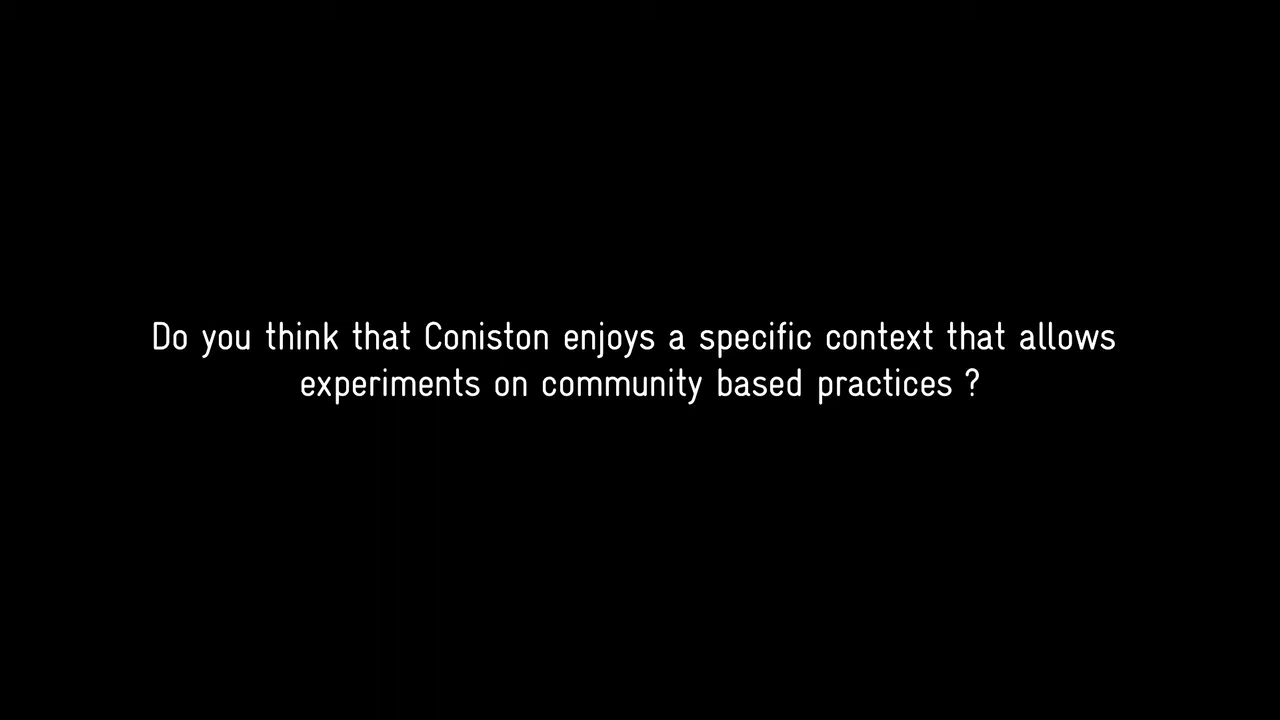 Do you think that Coniston enjoys a specific context that allows
experiments on community based practices ?